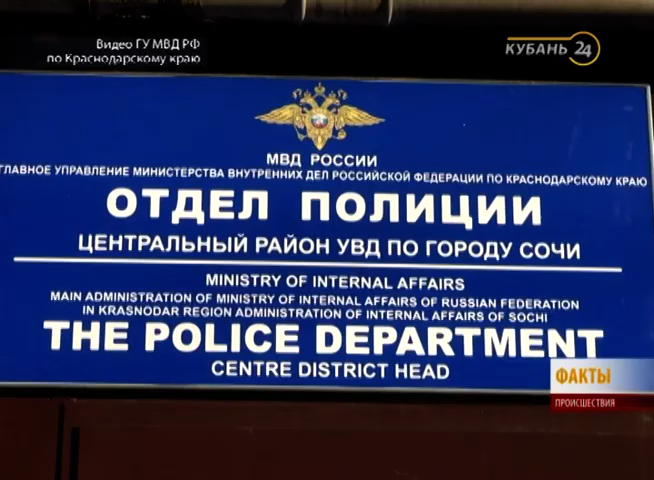 Видео ГУ МВД РФ
по Краснодарскому краю
КУБАНЬ 24
МВД РОССИИ
ГЛАВНОЕ УПРАВЛЕНИЕ МИНИСТЕРСТВА ВНУТРЕННИХ ДЕЛ РОССИЙСКОЙ ФЕДЕРАЦИИ ПО КРАСНОДАРСКОМУ КРАЮ
ОТДЕЛ ПОЛИЦИИ
ЦЕНТРАЛЬНЫЙ РАЙОН УВД ПО ГОРОДУ СОЧИ
MINISTRY OF INTERNAL AFFAIRS
MAIN ADMINISTRATION OF MINISTRY OF INTERNAL AFFAIRS OF RUSSIAN FEDERATION
IN KRASNODAR REGION ADMINISTRATION OF INTERNAL AFFAIRS OF SOCHI
THE POLICE DEPARTMENT
CENTRE DISTRICT HEAD
ФАКТЫ
ПРОИСШЕСТВИЯ